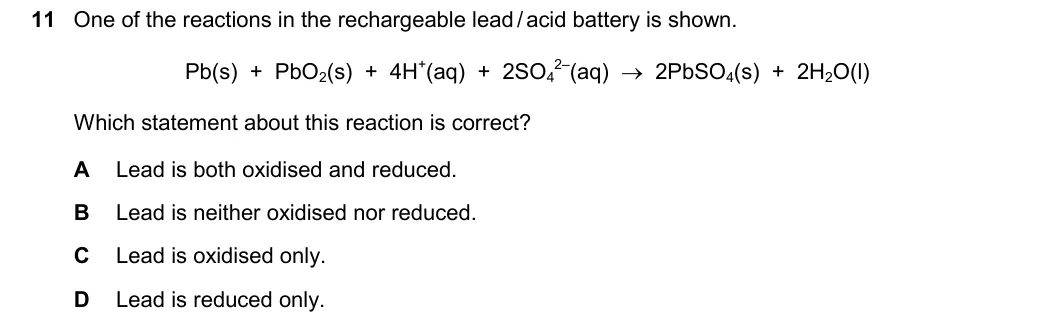 11 One of the reactions in the rechargeable lead/acid battery is shown.
Pb(s) + PbO₂(s) + 4H⁺(aq) + 2SO₄²⁻(aq) → 2PbSO₄(s) + 2H₂O(l)
Which statement about this reaction is correct?
A Lead is both oxidised and reduced.
B Lead is neither oxidised nor reduced.
C Lead is oxidised only.
D Lead is reduced only.